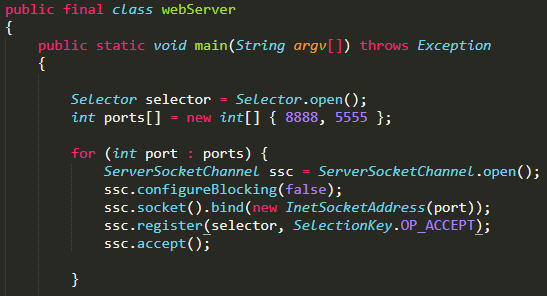 public final class webServer
{
public static void main(String argv[]) throws Exception
{
Selector selector = Selector.open();
int ports[] = new int[] { 8888, 5555 };
for (int port : ports) {
ServerSocketChannel ssc = ServerSocketChannel.open();
ssc.configureBlocking(false);
ssc.socket().bind(new InetSocketAddress(port));
ssc.register(selector, SelectionKey.OP_ACCEPT);
ssc.accept();
}